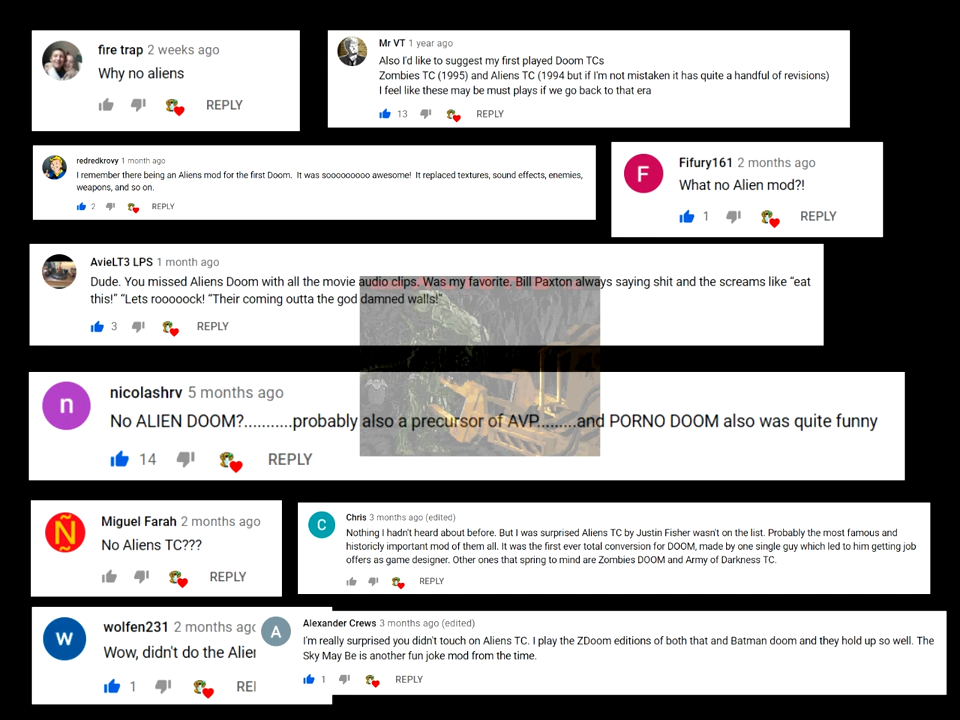 fire trap 2 weeks ago
Why no aliens
REPLY
Mr VT 1 year ago
Also I'd like to suggest my first played Doom TCs
Zombies TC (1995) and Aliens TC (1994 but if I'm not mistaken it has quite a handful of revisions)
I feel like these may be must plays if we go back to that era
13 REPLY
redredkrovy 1 month ago
I remember there being an Aliens mod for the first Doom. It was sooooooooo awesome! It replaced textures, sound effects, enemies,
weapons, and so on.
2 REPLY
F
Fifury161 2 months ago
What no Alien mod?!
1 REPLY
AvieLT3 LPS 1 month ago
Dude. You missed Aliens Doom with all the movie audio clips. Was my favorite. Bill Paxton always saying shit and the screams like “eat
this!” “Lets rooooock! “Their coming outta the god damned walls!”
3 REPLY
n
nicolashrv 5 months ago
No ALIEN DOOM?...........probably also a precursor of AVP........and PORNO DOOM also was quite funny
14 REPLY
Ñ
Miguel Farah 2 months ago
No Aliens TC???
REPLY
C
Chris 3 months ago (edited)
Nothing I hadn't heard about before. But I was surprised Aliens TC by Justin Fisher wasn't on the list. Probably the most famous and
historicly important mod of them all. It was the first ever total conversion for DOOM, made by one single guy which led to him getting job
offers as game designer. Other ones that spring to mind are Zombies DOOM and Army of Darkness TC.
REPLY
w
wolfen231 2 months ago
Wow, didn't do the Alien
1 REI
A
Alexander Crews 3 months ago (edited)
I'm really surprised you didn't touch on Aliens TC. I play the ZDoom editions of both that and Batman doom and they hold up so well. The
Sky May Be is another fun joke mod from the time.
1 REPLY